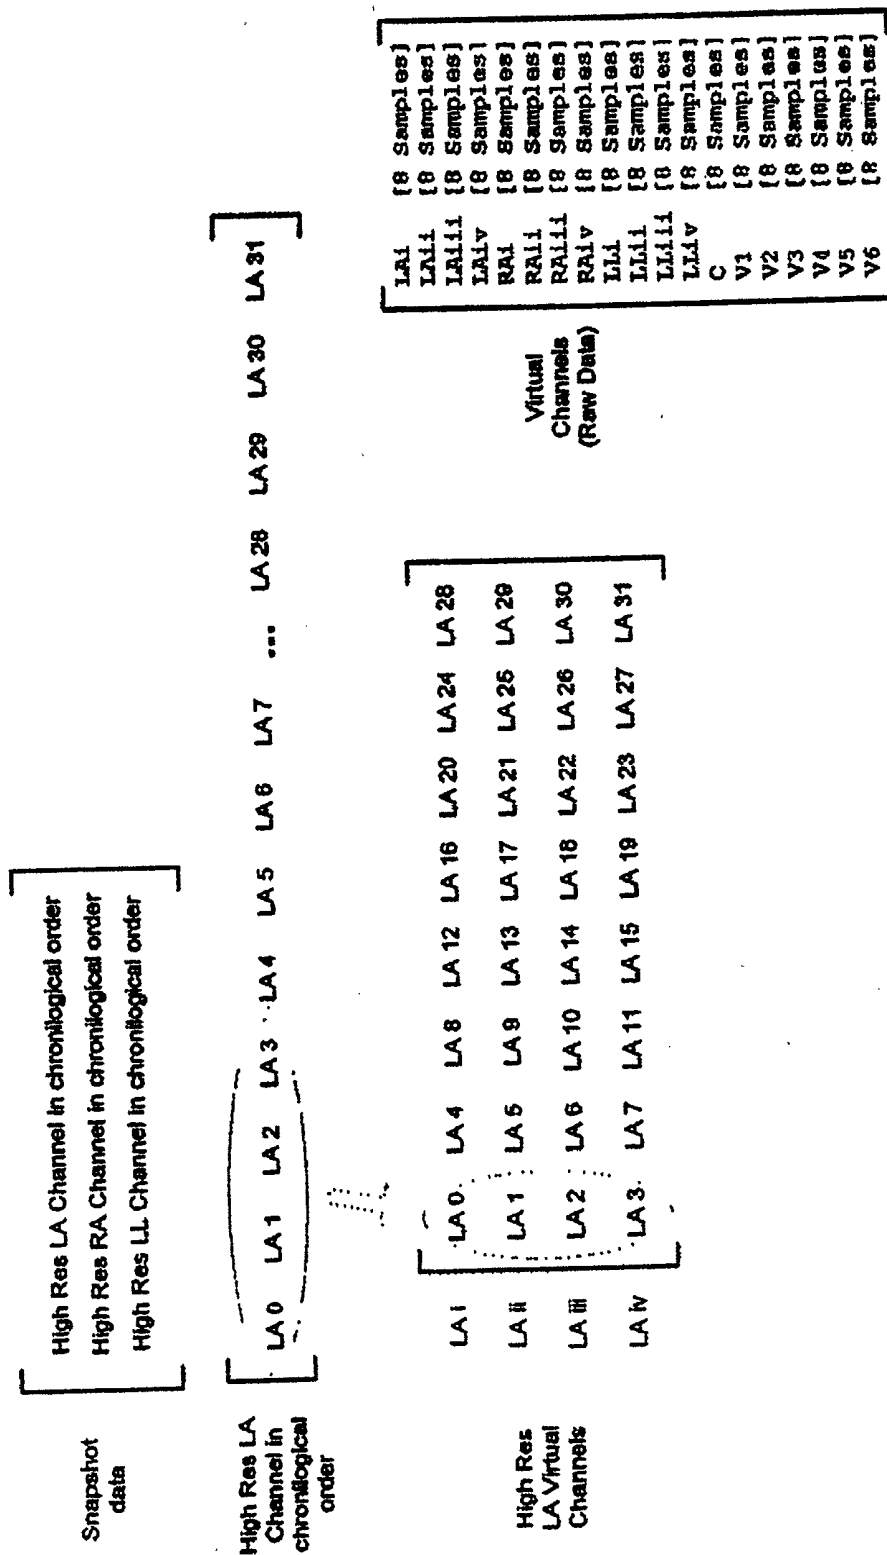 Snapshot
data
High Res LA Channel in chronilogical order
High Res RA Channel in chronilogical order
High Res LL Channel in chronilogical order
High Res LA
Channel in
chronilogical
order
LA 0 LA 1 LA 2 LA 3 LA 4 LA 5 LA 6 LA 7 ... LA 28 LA 29 LA 30 LA 31
High Res
LA Virtual
Channels
LA i LA 0 LA 4 LA 8 LA 12 LA 16 LA 20 LA 24 LA 28
LA ii LA 1 LA 5 LA 9 LA 13 LA 17 LA 21 LA 25 LA 29
LA iii LA 2 LA 6 LA 10 LA 14 LA 18 LA 22 LA 26 LA 30
LA iv LA 3 LA 7 LA 11 LA 15 LA 19 LA 23 LA 27 LA 31
Virtual
Channels
(Raw Data)
LAi [8 Samples]
LAii [8 Samples]
LAiii [8 Samples]
LAiv [8 Samples]
RAi [8 Samples]
RAii [8 Samples]
RAiii [8 Samples]
RAiv [8 Samples]
LLi [8 Samples]
LLii [8 Samples]
LLiii [8 Samples]
LLiv [8 Samples]
C [8 Samples]
V1 [8 Samples]
V2 [8 Samples]
V3 [8 Samples]
V4 [8 Samples]
V5 [8 Samples]
V6 [8 Samples]